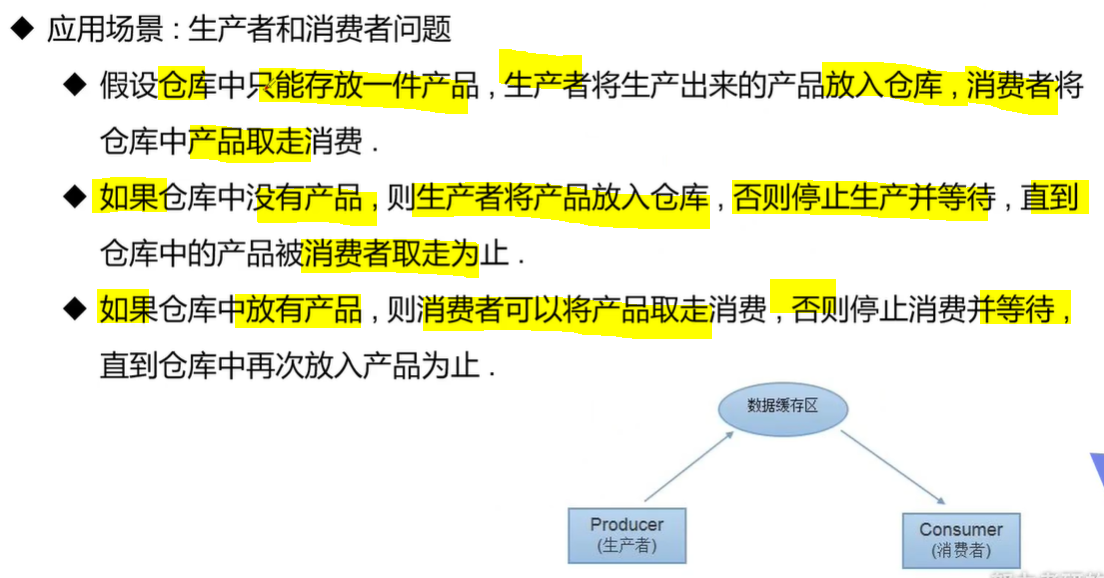 ◆ 应用场景 : 生产者和消费者问题
◆ 假设仓库中只能存放一件产品 , 生产者将生产出来的产品放入仓库 , 消费者将
仓库中产品取走消费 .
◆ 如果仓库中没有产品 , 则生产者将产品放入仓库 , 否则停止生产并等待 , 直到
仓库中的产品被消费者取走为止 .
◆ 如果仓库中放有产品 , 则消费者可以将产品取走消费 , 否则停止消费并等待 ,
直到仓库中再次放入产品为止 .
数据缓存区
Producer
(生产者)
Consumer
(消费者)